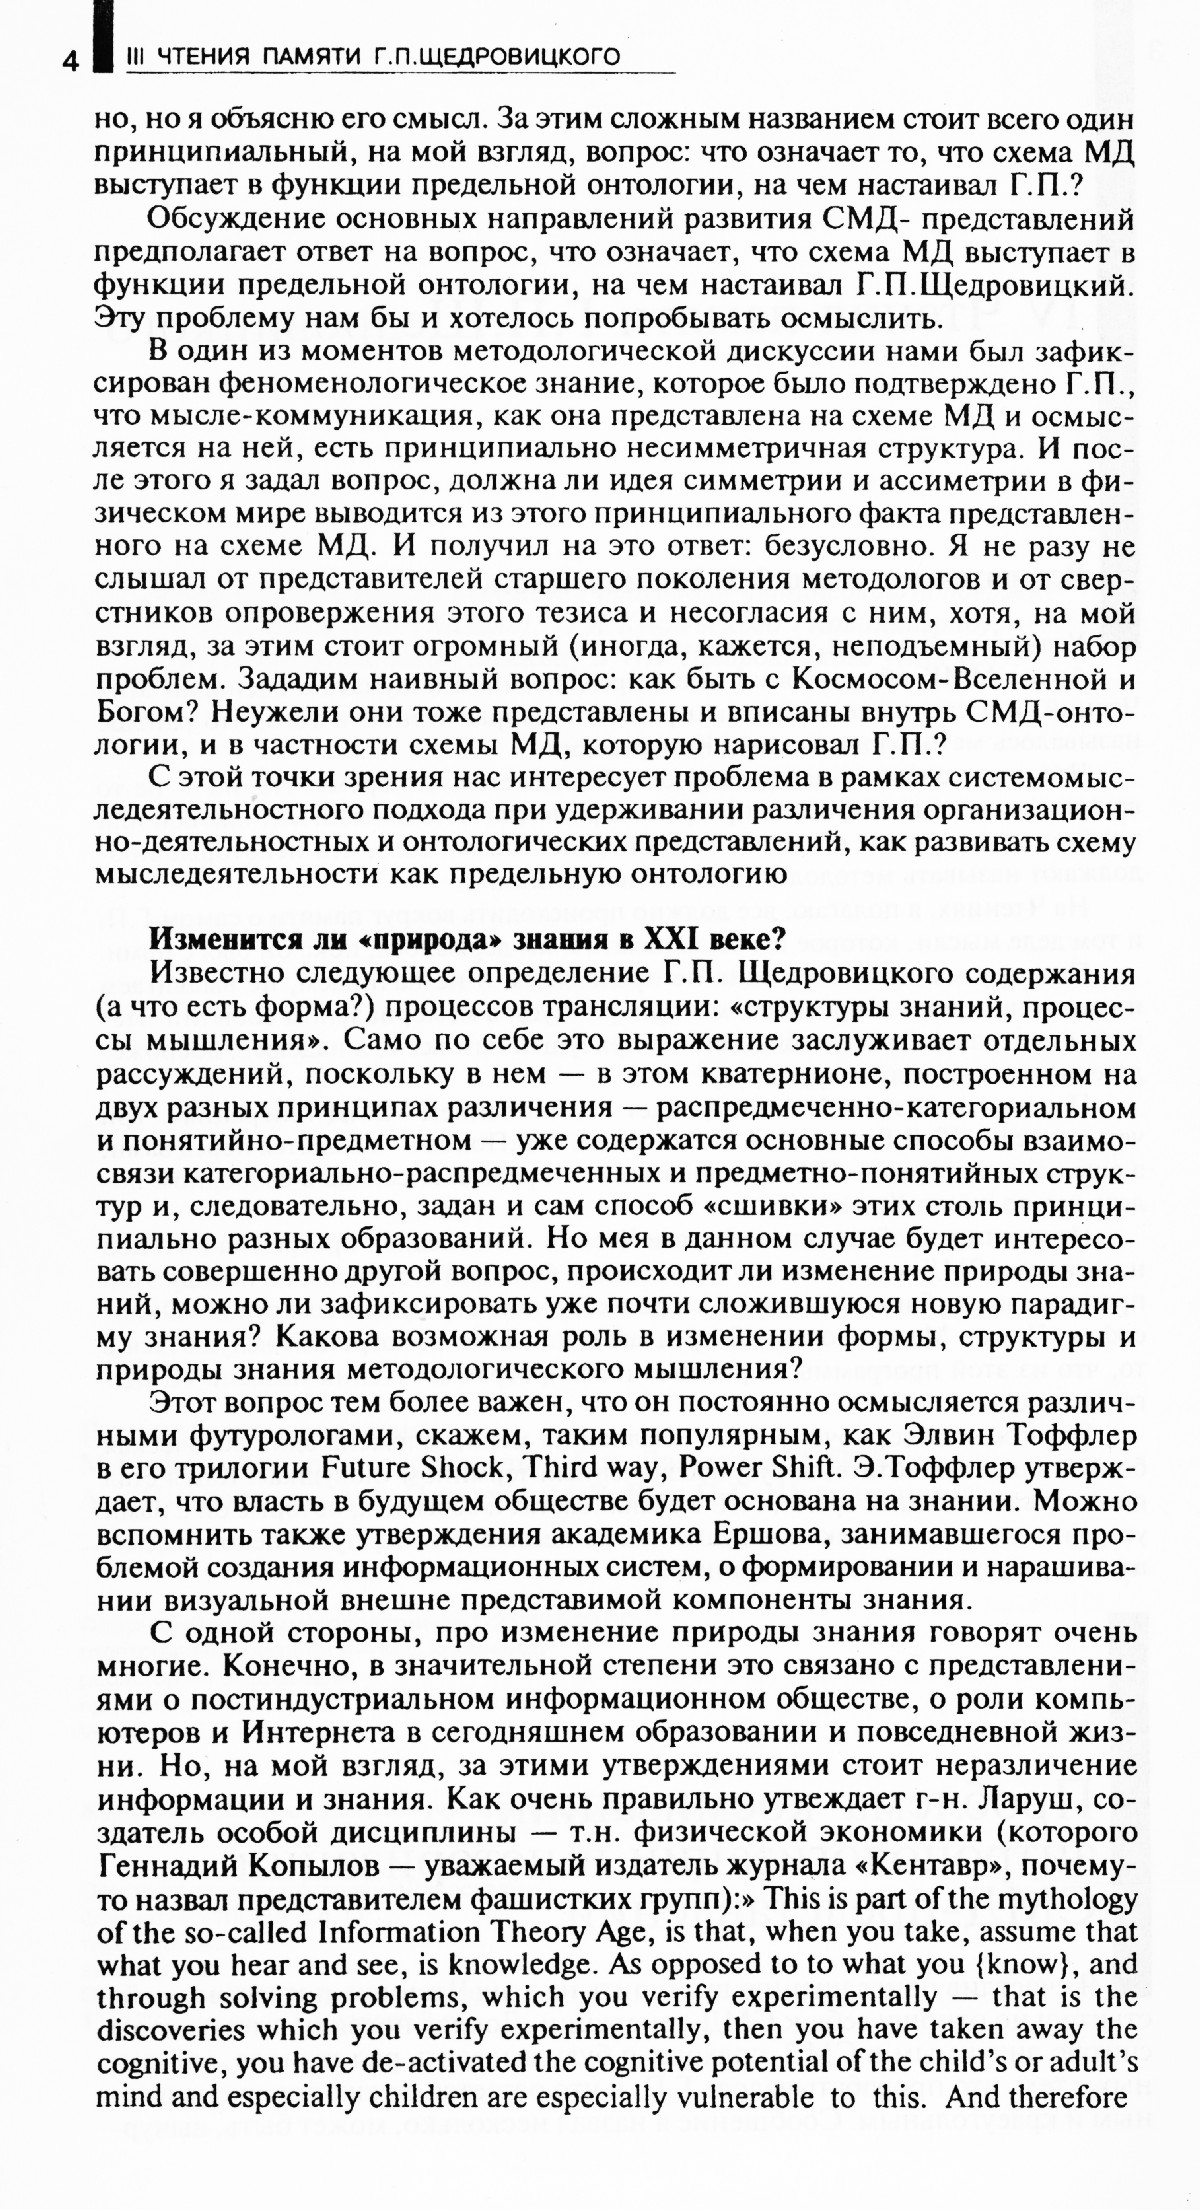 4
III ЧТЕНИЯ ПАМЯТИ Г.П.ЩЕДРОВИЦКОГО
но, но я объясню его смысл. За этим сложным названием стоит всего один
принципиальный, на мой взгляд, вопрос: что означает то, что схема МД
выступает в функции предельной онтологии, на чем настаивал Г.П.?
Обсуждение основных направлений развития СМД- представлений
предполагает ответ на вопрос, что означает, что схема МД выступает в
функции предельной онтологии, на чем настаивал Г.П.Щедровицкий.
Эту проблему нам бы и хотелось попробывать осмыслить.
В один из моментов методологической дискуссии нами был зафик-
сирован феноменологическое знание, которое было подтверждено Г.П.,
что мысле-коммуникация, как она представлена на схеме МД и осмыс-
ляется на ней, есть принципиально несимметричная структура. И пос-
ле этого я задал вопрос, должна ли идея симметрии и ассиметрии в фи-
зическом мире выводится из этого принципиального факта представлен-
ного на схеме МД. И получил на это ответ: безусловно. Я не разу не
слышал от представителей старшего поколения методологов и от свер-
стников опровержения этого тезиса и несогласия с ним, хотя, на мой
взгляд, за этим стоит огромный (иногда, кажется, неподъемный) набор
проблем. Зададим наивный вопрос: как быть с Космосом-Вселенной и
Богом? Неужели они тоже представлены и вписаны внутрь СМД-онто-
логии, и в частности схемы МД, которую нарисовал Г.П.?
С этой точки зрения нас интересует проблема в рамках системомыс-
ледеятельностного подхода при удерживании различения организацион-
но-деятельностных и онтологических представлений, как развивать схему
мыследеятельности как предельную онтологию
Изменится ли «природа» знания в XXI веке?
Известно следующее определение Г.П. Щедровицкого содержания
(а что есть форма?) процессов трансляции: «структуры знаний, процес-
сы мышления». Само по себе это выражение заслуживает отдельных
рассуждений, поскольку в нем — в этом кватернионе, построенном на
двух разных принципах различения — распредмеченно-категориальном
и понятийно-предметном — уже содержатся основные способы взаимо-
связи категориально-распредмеченных и предметно-понятийных струк-
тур и, следовательно, задан и сам способ «сшивки» этих столь принци-
пиально разных образований. Но мея в данном случае будет интересо-
вать совершенно другой вопрос, происходит ли изменение природы зна-
ний, можно ли зафиксировать уже почти сложившуюся новую парадиг-
му знания? Какова возможная роль в изменении формы, структуры и
природы знания методологического мышления?
Этот вопрос тем более важен, что он постоянно осмысляется различ-
ными футурологами, скажем, таким популярным, как Элвин Тоффлер
в его трилогии Future Shock, Third way, Power Shift. Э.Тоффлер утверж-
дает, что власть в будущем обществе будет основана на знании. Можно
вспомнить также утверждения академика Ершова, занимавшегося про-
блемой создания информационных систем, о формировании и нарашива-
нии визуальной внешне представимой компоненты знания.
С одной стороны, про изменение природы знания говорят очень
многие. Конечно, в значительной степени это связано с представлени-
ями о постиндустриальном информационном обществе, о роли компь-
ютеров и Интернета в сегодняшнем образовании и повседневной жиз-
ни. Но, на мой взгляд, за этими утверждениями стоит неразличение
информации и знания. Как очень правильно утвеждает г-н. Ларуш, со-
здатель особой дисциплины — т.н. физической экономики (которого
Геннадий Копылов — уважаемый издатель журнала «Кентавр», почему-
то назвал представителем фашистких групп):» This is part of the mythology
of the so-called Information Theory Age, is that, when you take, assume that
what you hear and see, is knowledge. As opposed to to what you {know}, and
through solving problems, which you verify experimentally — that is the
discoveries which you verify experimentally, then you have taken away the
cognitive, you have de-activated the cognitive potential of the child's or adult's
mind and especially children are especially vulnerable to this. And therefore